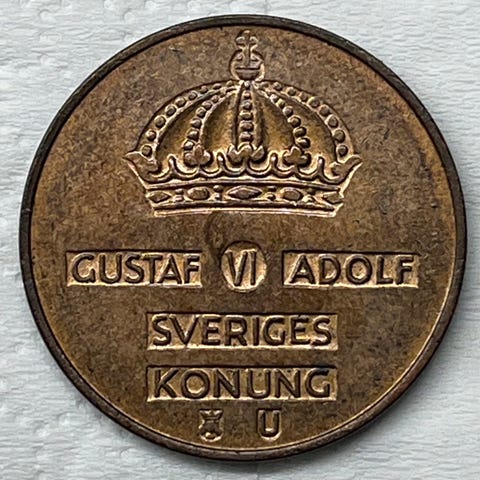 GUSTAF VI ADOLF
SVERIGES
KONUNG
U